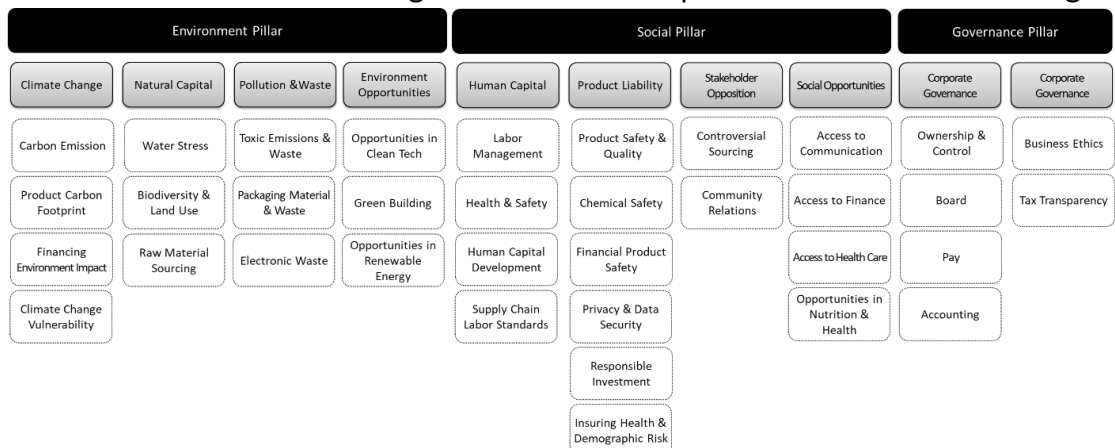 Environment Pillar
Social Pillar
Governance Pillar
Climate Change
Natural Capital
Pollution &Waste
Environment
Opportunities
Human Capital
Product Liability
Stakeholder
Opposition
Social Opportunities
Corporate
Governance
Corporate
Governance
Carbon Emission
Product Carbon
Footprint
Financing
Environment Impact
Climate Change
Vulnerability
Water Stress
Biodiversity &
Land Use
Raw Material
Sourcing
Toxic Emissions &
Waste
Packaging Material
& Waste
Electronic Waste
Opportunities in
Clean Tech
Green Building
Opportunities in
Renewable
Energy
Labor
Management
Health & Safety
Human Capital
Development
Supply Chain
Labor Standards
Product Safety &
Quality
Chemical Safety
Financial Product
Safety
Privacy & Data
Security
Responsible
Investment
Insuring Health &
Demographic Risk
Controversial
Sourcing
Community
Relations
Access to
Communication
Access to Finance
Access to Health Care
Opportunities in
Nutrition &
Health
Ownership &
Control
Board
Pay
Accounting
Business Ethics
Tax Transparency